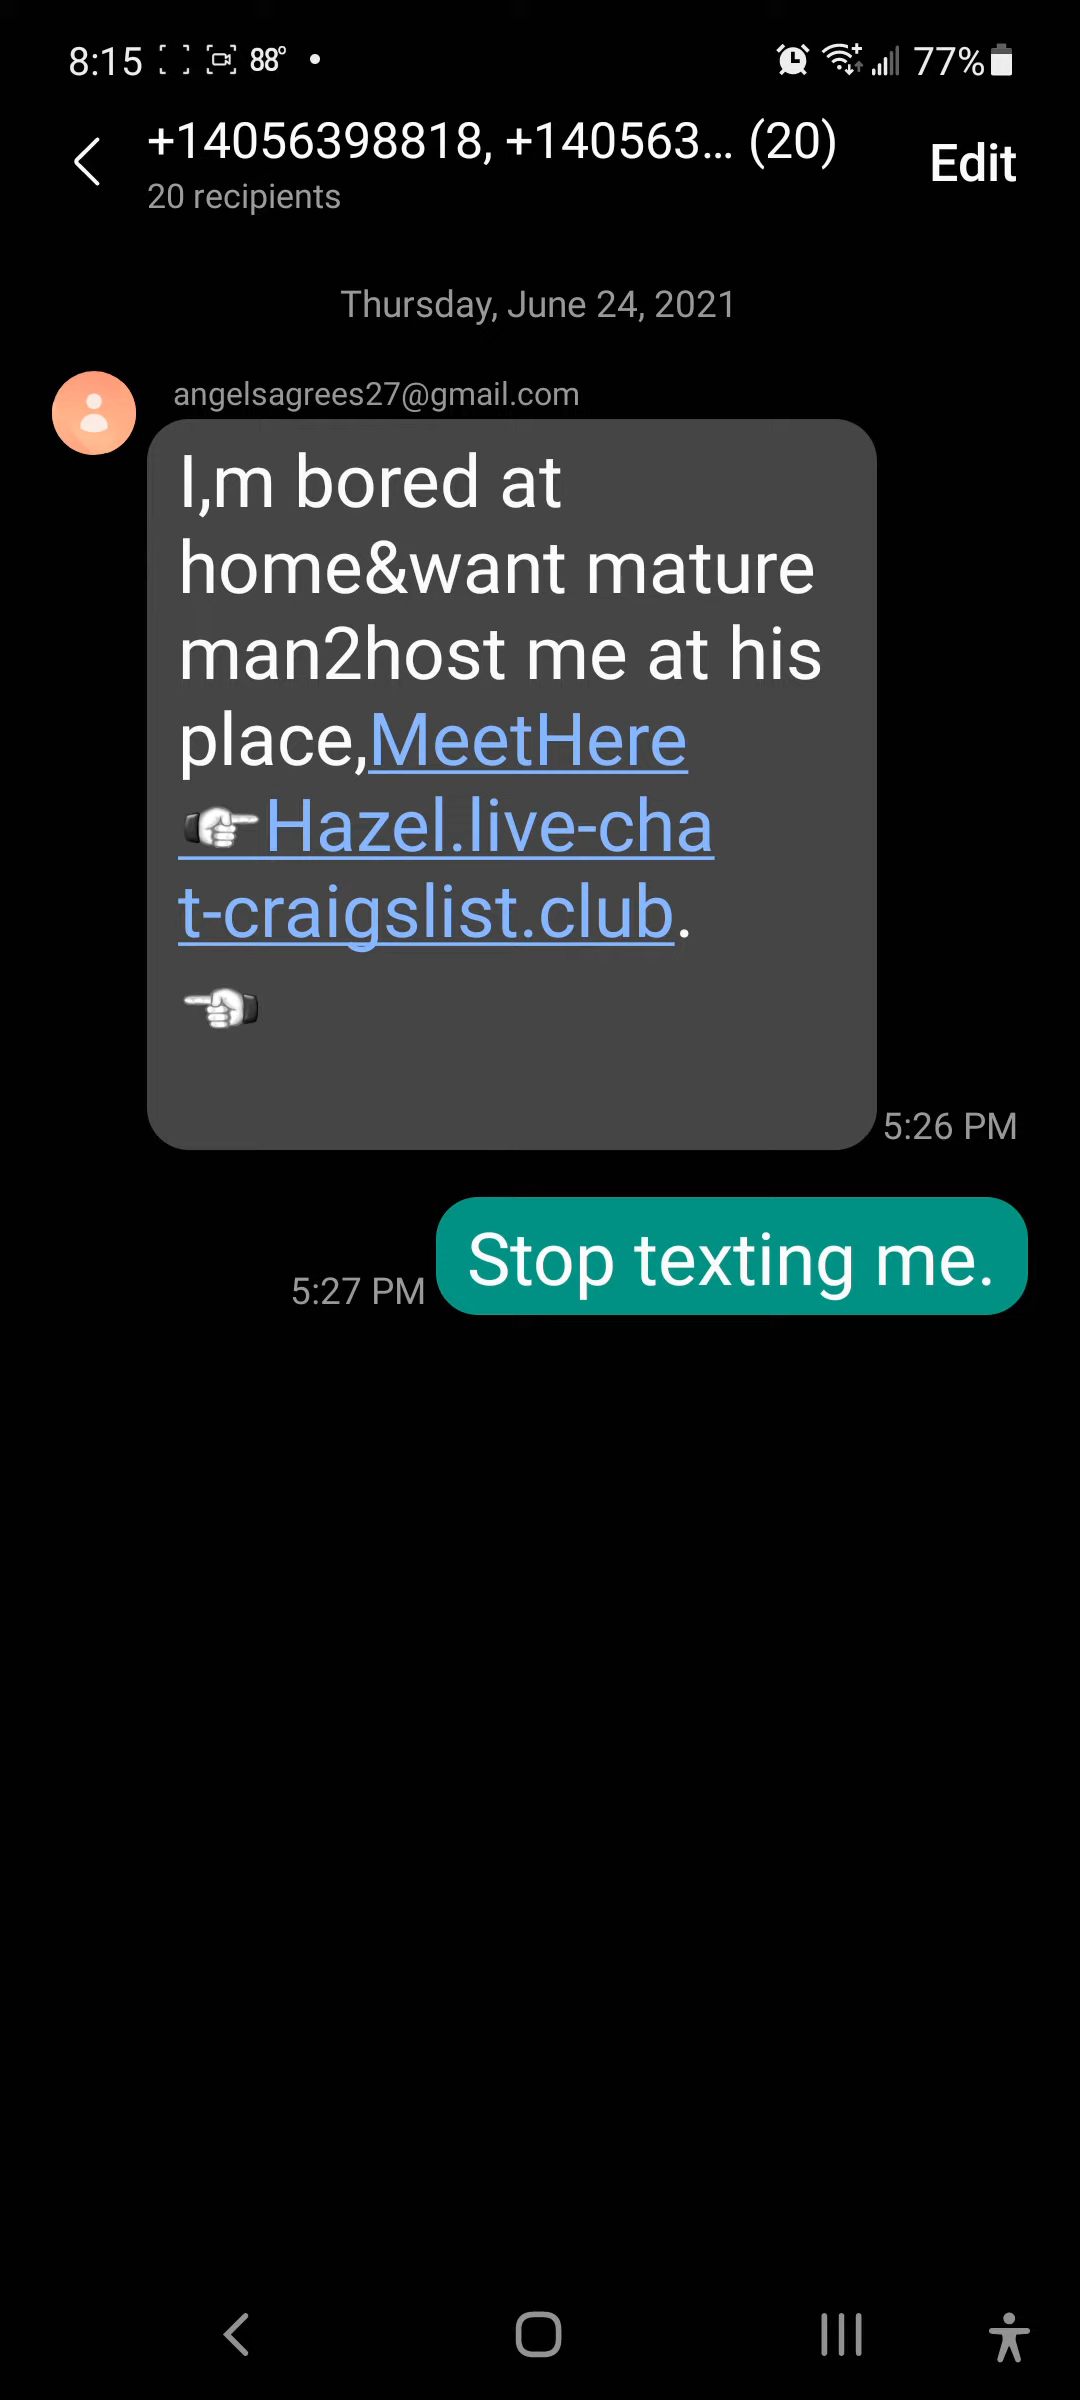 8:15 88° 77%
+14056398818, +140563... (20)
20 recipients
Edit
Thursday, June 24, 2021
angelsagrees27@gmail.com
I,m bored at
home&want mature
man2host me at his
place,MeetHere
👉Hazel.live-cha
t-craigslist.club.
👈
5:26 PM
Stop texting me.
5:27 PM